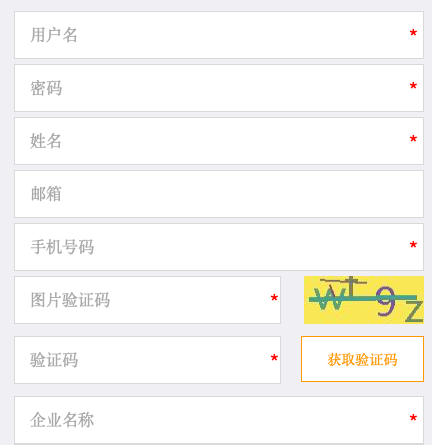 用户名 *
密码 *
姓名 *
邮箱
手机号码 *
图片验证码 *
验证码 * 获取验证码
企业名称 *